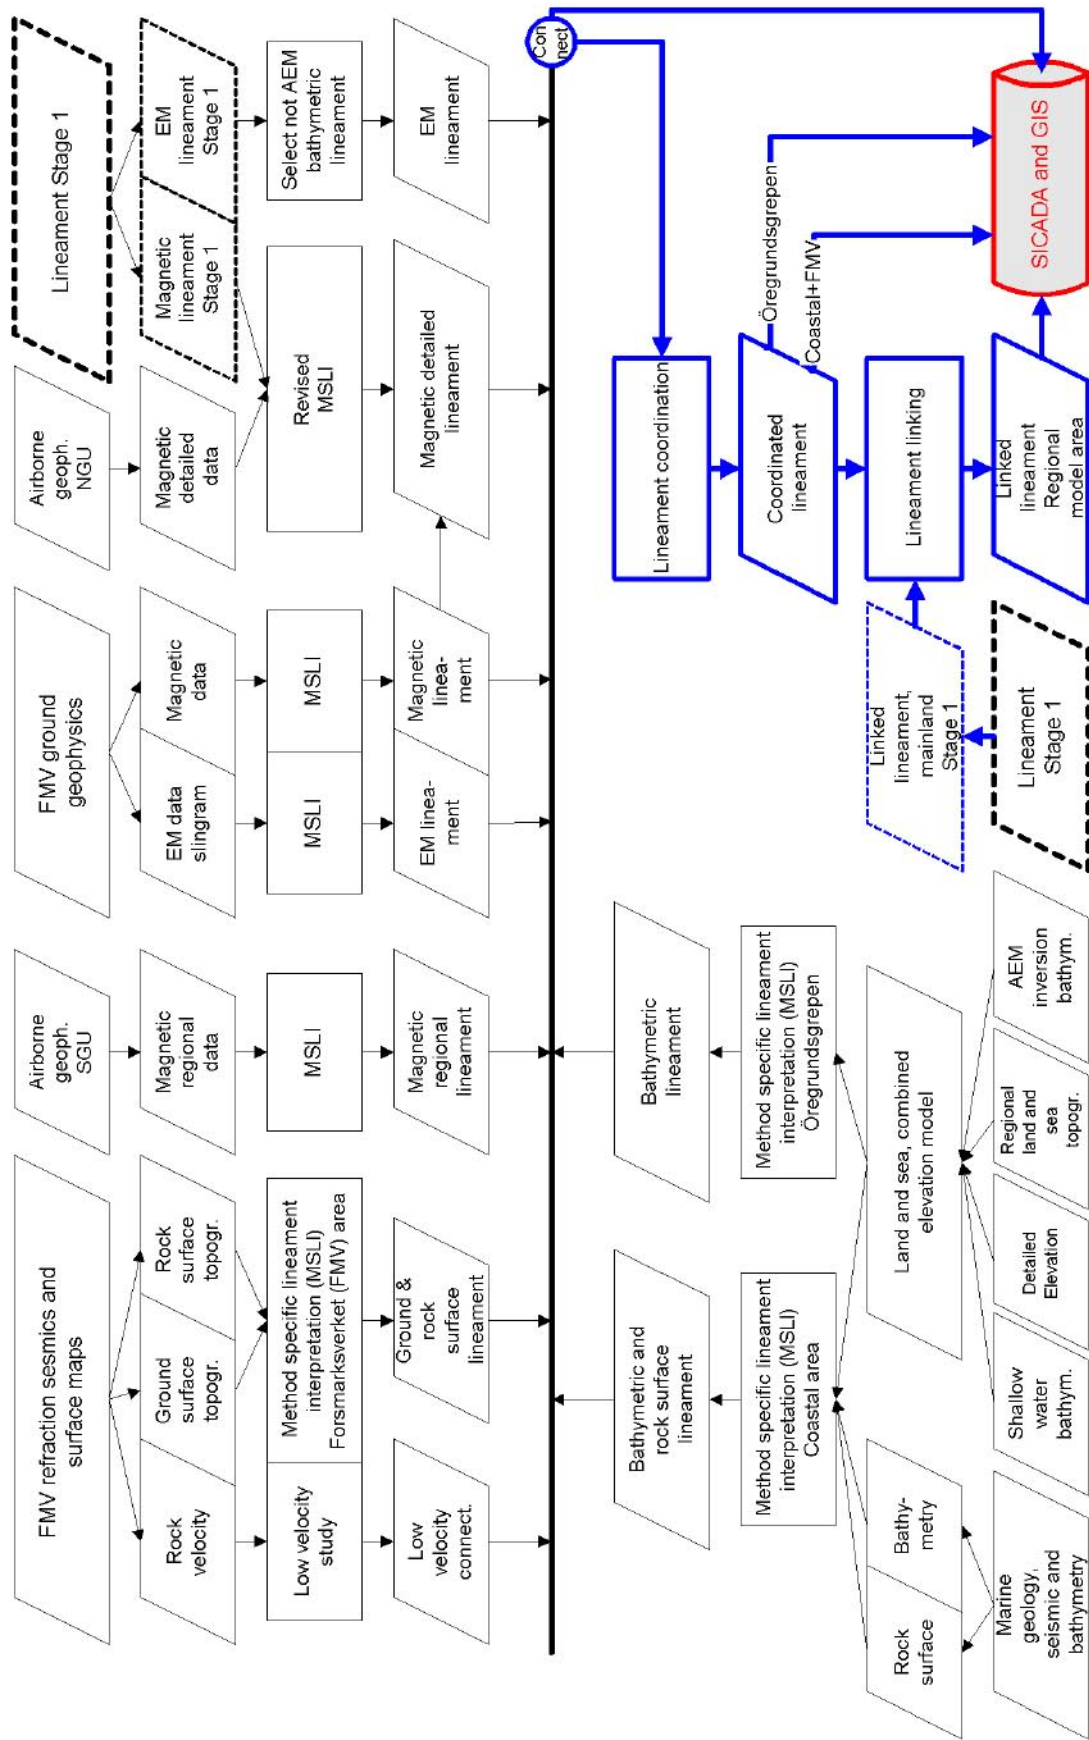 FMV refraction sesmics and
surface maps
Airborne
geoph.
SGU
FMV ground
geophysics
Airborne
geoph.
NGU
Lineament Stage 1
Rock
velocity
Ground
surface
topogr.
Rock
surface
topogr.
Magnetic
regional
data
EM data
slingram
Magnetic
data
Magnetic
detailed
data
Magnetic
lineament
Stage 1
EM
lineament
Stage 1
Low velocity
study
Method specific lineament
interpretation (MSLI)
Forsmarksverket (FMV) area
MSLI
MSLI
MSLI
Revised
MSLI
Select not AEM
bathymetric
lineament
Low
velocity
connect.
Ground &
rock
surface
lineament
Magnetic
regional
lineament
EM linea-
ment
Magnetic
linea-
ment
Magnetic detailed
lineament
EM
lineament
Con
nect
Bathymetric and
rock surface
lineament
Bathymetric
lineament
Lineament coordination
Method specific lineament
interpretation (MSLI)
Coastal area
Method specific lineament
interpretation (MSLI)
Öregrundsgrepen
Coordinated
lineament
Öregrundsgrepen
Coastal+FMV
Rock
surface
Bathy-
metry
Land and sea, combined
elevation model
Linked
lineament,
mainland
Stage 1
Lineament linking
Marine
geology,
seismic and
bathymetry
Shallow
water
bathym.
Detailed
Elevation
Regional
land and
sea
topogr.
AEM
inversion
bathym.
Lineament
Stage 1
Linked
lineament
Regional
model area
SICADA and GIS